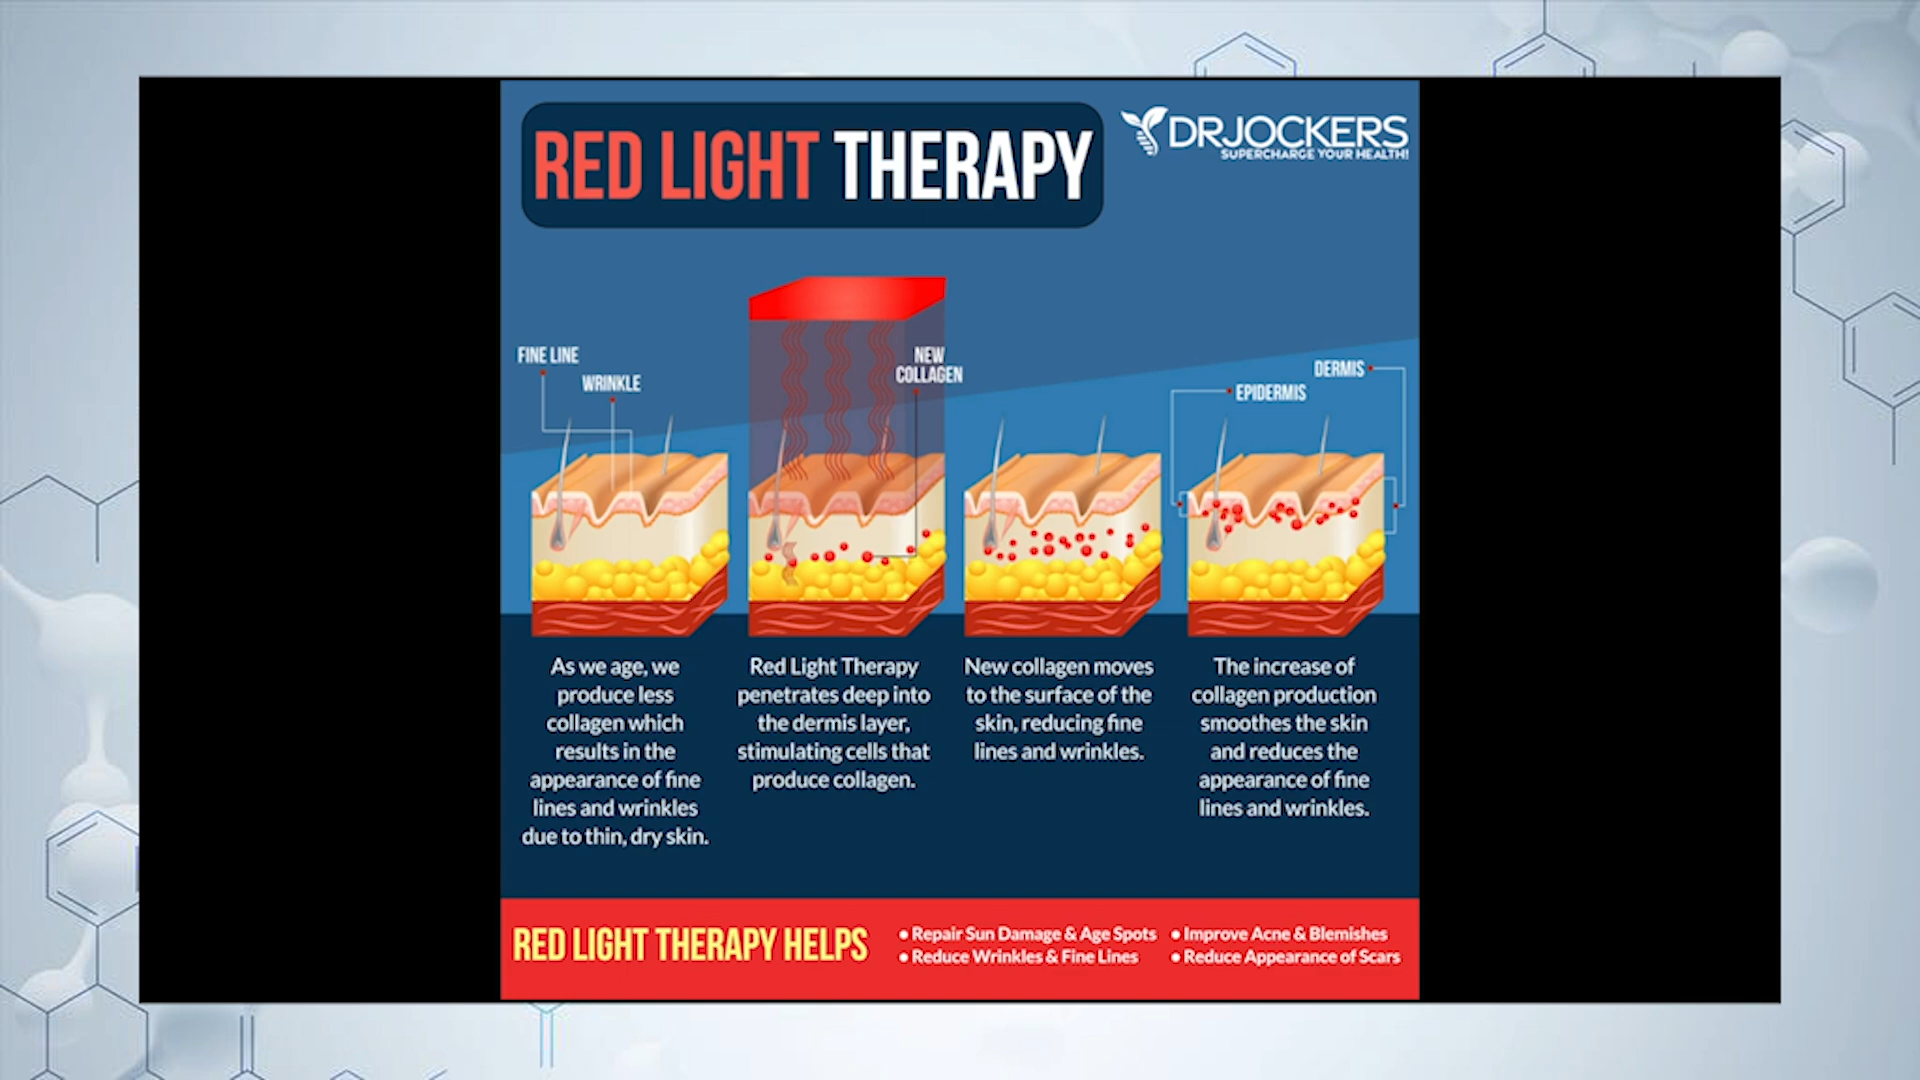 RED LIGHT THERAPY
DRJOCKERS
SUPERCHARGE YOUR HEALTH!
FINE LINE
WRINKLE
NEW
COLLAGEN
EPIDERMIS
DERMIS
As we age, we
produce less
collagen which
results in the
appearance of fine
lines and wrinkles
due to thin, dry skin.
Red Light Therapy
penetrates deep into
the dermis layer,
stimulating cells that
produce collagen.
New collagen moves
to the surface of the
skin, reducing fine
lines and wrinkles.
The increase of
collagen production
smoothes the skin
and reduces the
appearance of fine
lines and wrinkles.
RED LIGHT THERAPY HELPS
• Repair Sun Damage & Age Spots
• Reduce Wrinkles & Fine Lines
• Improve Acne & Blemishes
• Reduce Appearance of Scars